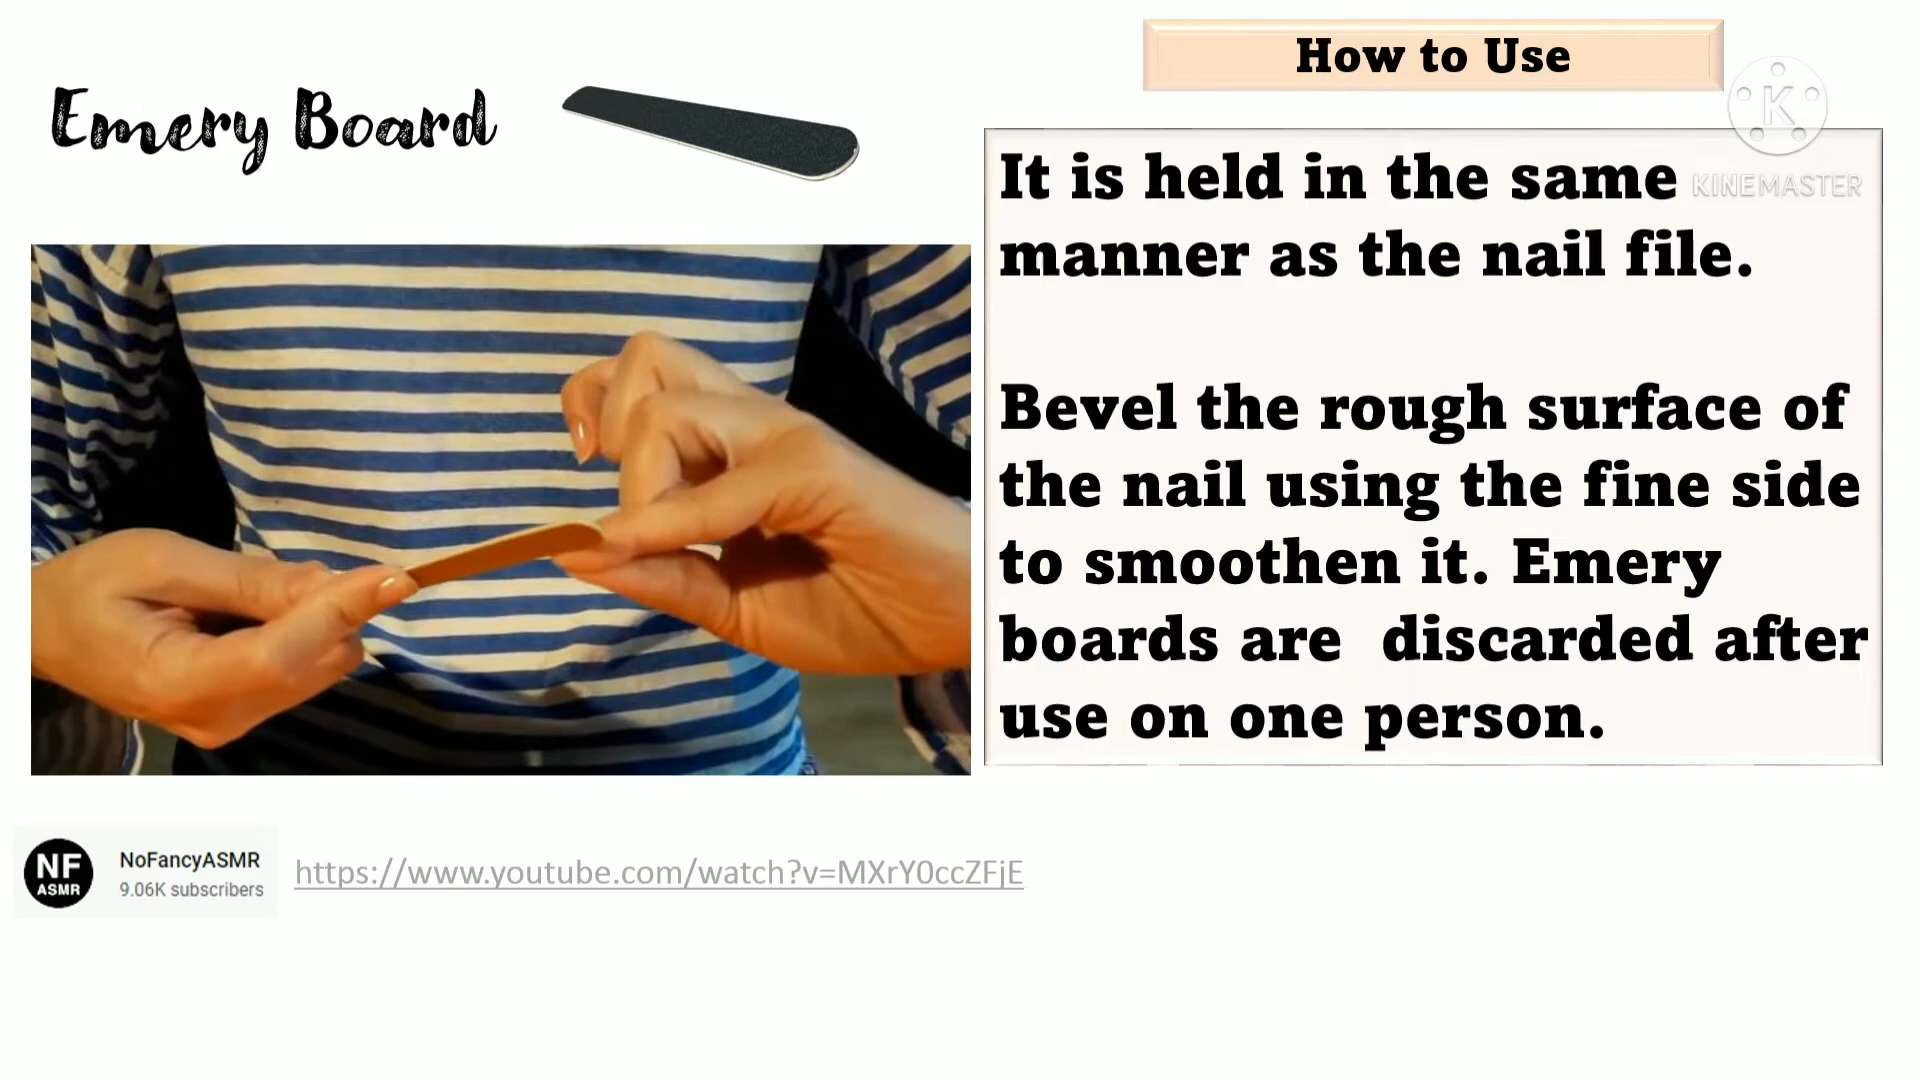 Emery Board
How to Use
It is held in the same
manner as the nail file.
Bevel the rough surface of
the nail using the fine side
to smoothen it. Emery
boards are  discarded after
use on one person.
K
KINEMASTER
NF
ASMR
NoFancyASMR
9.06K subscribers
https://www.youtube.com/watch?v=MXrY0ccZFjE